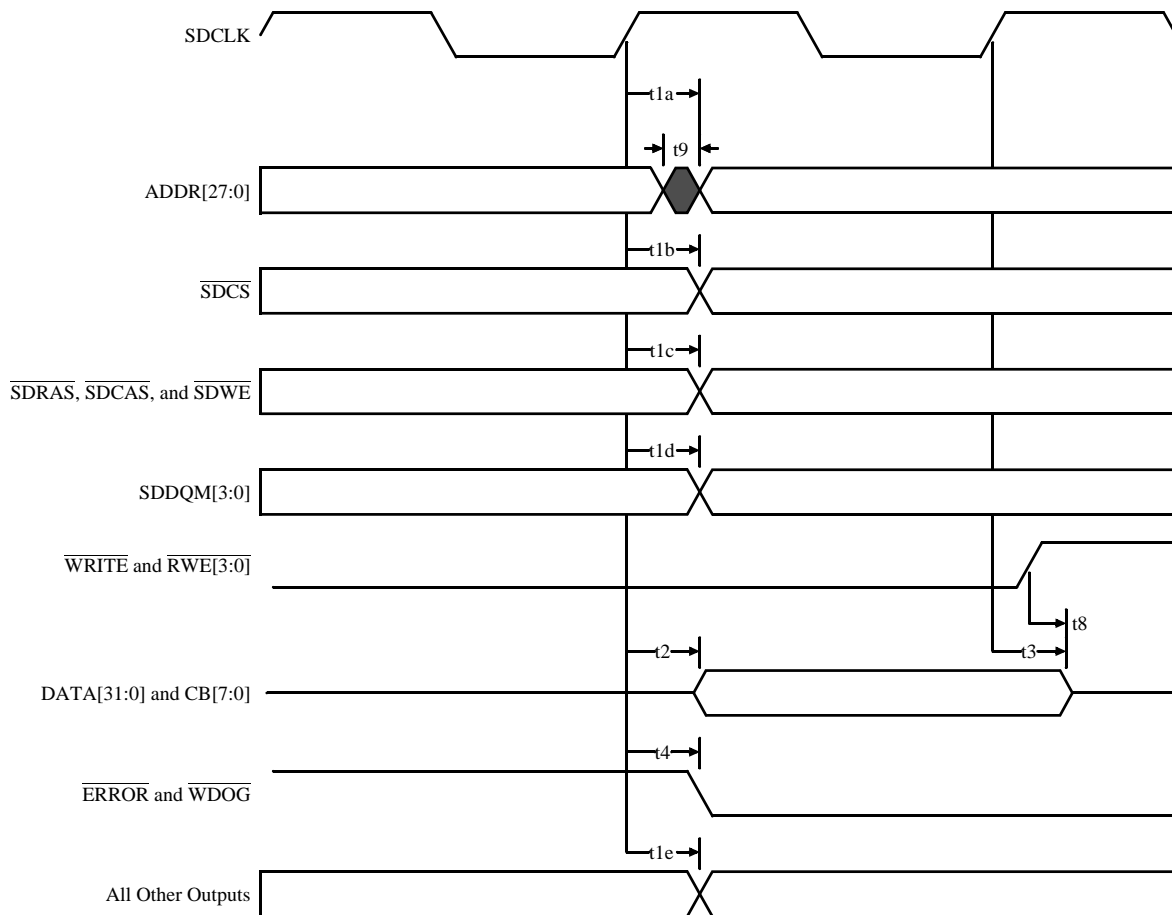 SDCLK
t1a
t9
ADDR[27:0]
t1b
SDCS
t1c
SDRAS, SDCAS, and SDWE
t1d
SDDQM[3:0]
WRITE and RWE[3:0]
t8
t2
t3
DATA[31:0] and CB[7:0]
t4
ERROR and WDOG
t1e
All Other Outputs